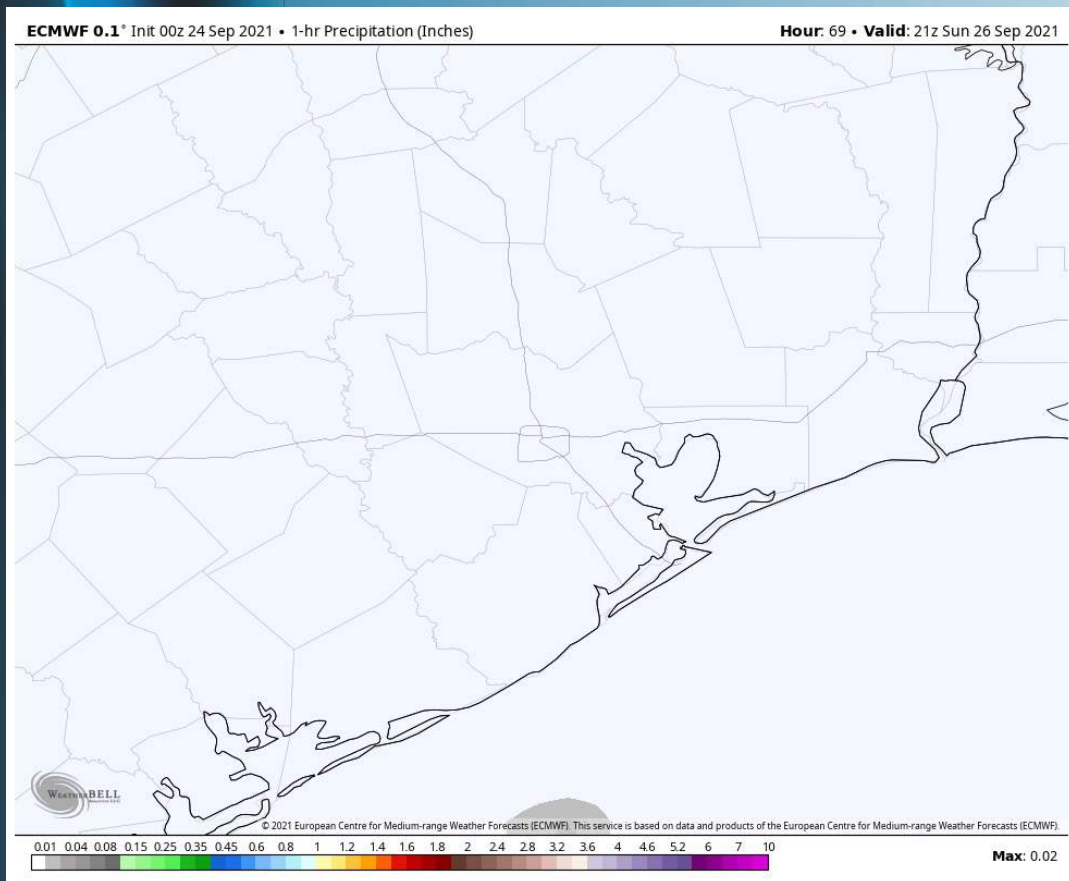 ECMWF 0.1° Init 00z 24 Sep 2021 • 1-hr Precipitation (Inches) Hour: 69 • Valid: 21z Sun 26 Sep 2021
WEATHERBELL
© 2021 European Centre for Medium-range Weather Forecasts (ECMWF). This service is based on data and products of the European Centre for Medium-range Weather Forecasts (ECMWF).
0.01 0.04 0.08 0.15 0.25 0.35 0.45 0.6 0.8 1 1.2 1.4 1.6 1.8 2 2.4 2.8 3.2 3.6 4 4.6 5.2 6 7 10
Max: 0.02